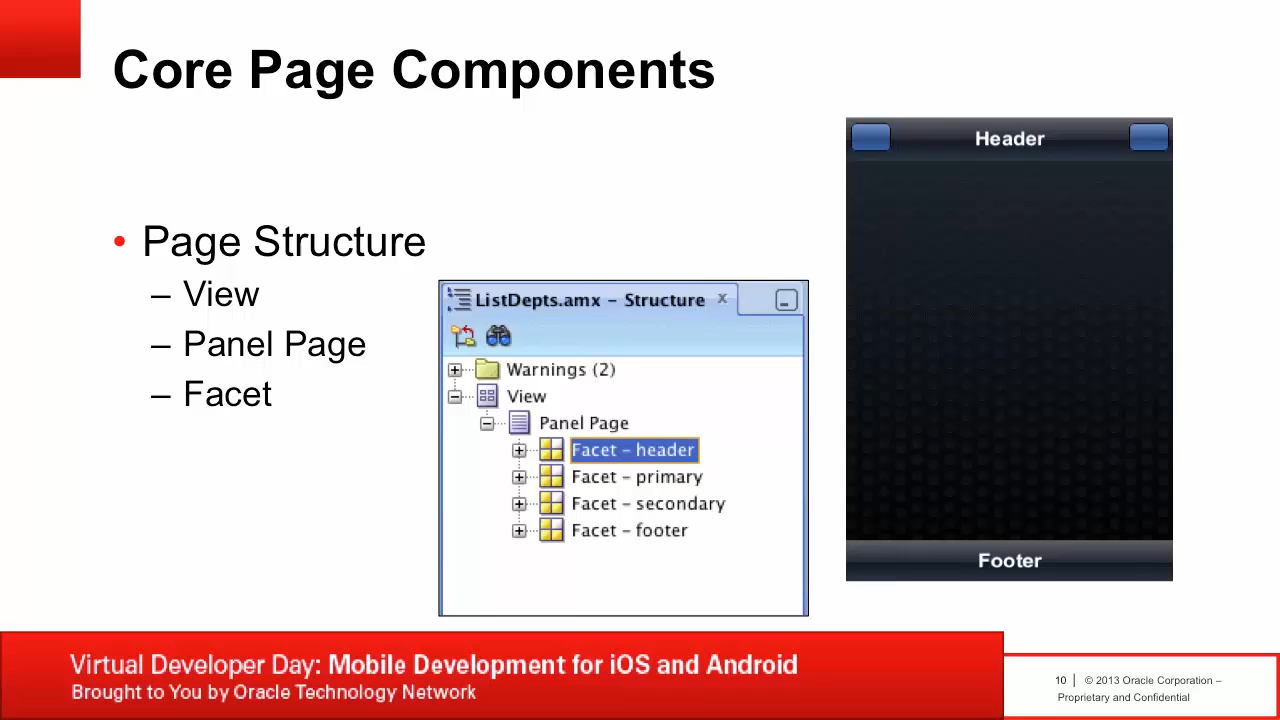 Core Page Components
• Page Structure
– View
– Panel Page
– Facet
ListDepts.amx – Structure x
Warnings (2)
View
Panel Page
Facet – header
Facet – primary
Facet – secondary
Facet – footer
Header
Footer
Virtual Developer Day: Mobile Development for iOS and Android
Brought to You by Oracle Technology Network
10 | © 2013 Oracle Corporation –
Proprietary and Confidential